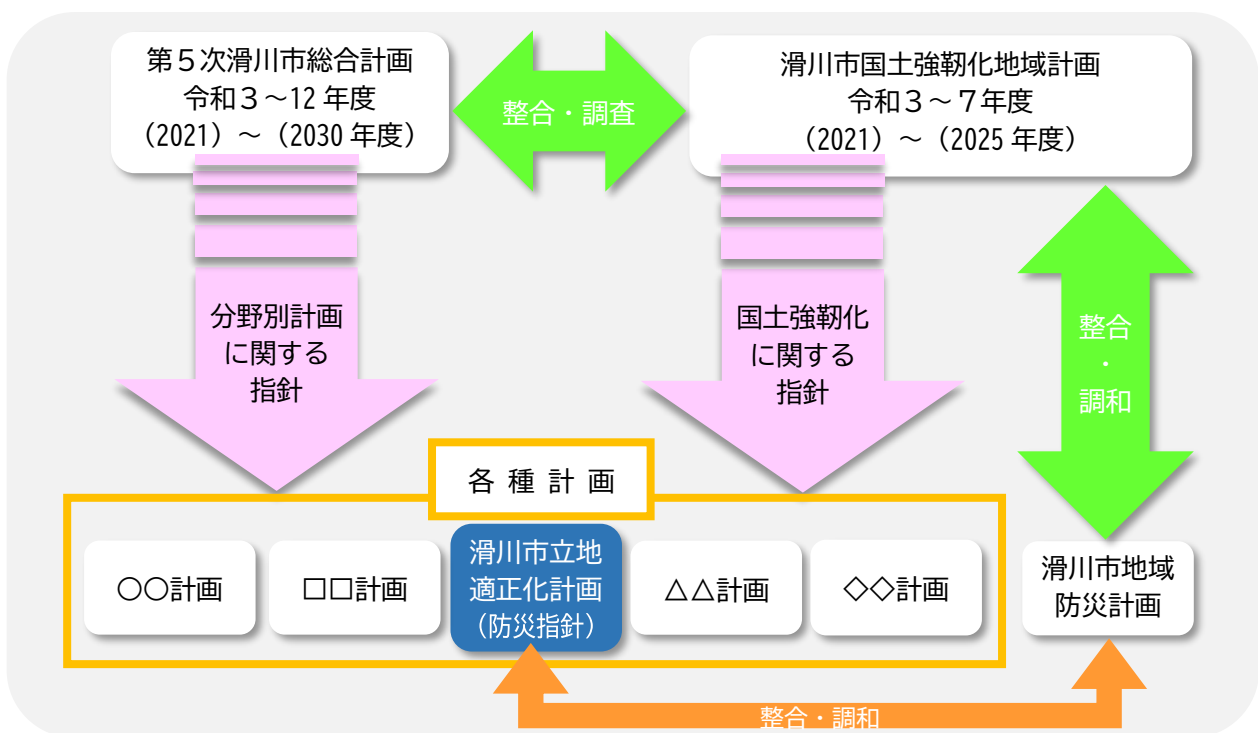 第５次滑川市総合計画
令和３～12 年度
（2021）～（2030 年度）
整合・調査
滑川市国土強靭化地域計画
令和３～７年度
（2021）～（2025 年度）
分野別計画
に関する
指針
国土強靭化
に関する
指針
整合
・
調和
各 種 計 画
〇〇計画
□□計画
滑川市立地
適正化計画
（防災指針）
△△計画
◇◇計画
滑川市地域
防災計画
整合・調和